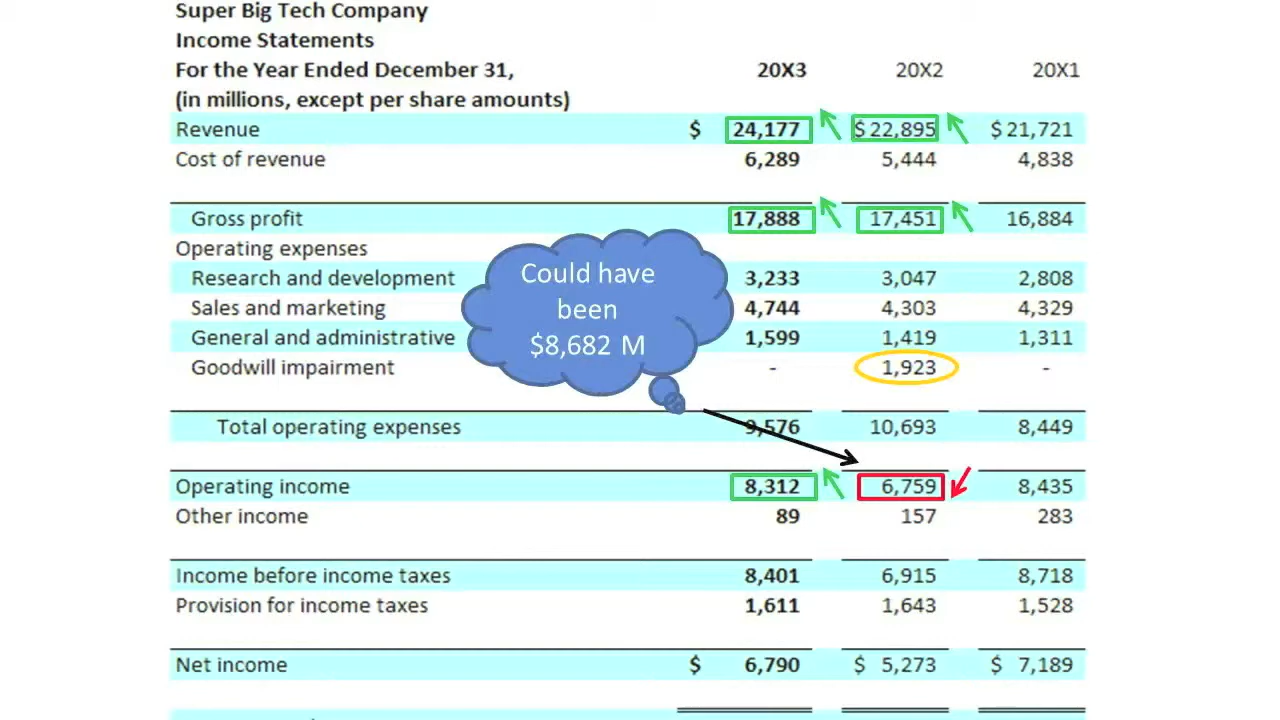 Super Big Tech Company
Income Statements
For the Year Ended December 31, 20X3 20X2 20X1
(in millions, except per share amounts)
Revenue $ 24,177 $ 22,895 $ 21,721
Cost of revenue 6,289 5,444 4,838
Gross profit 17,888 17,451 16,884
Operating expenses
Research and development 3,233 3,047 2,808
Sales and marketing 4,744 4,303 4,329
General and administrative 1,599 1,419 1,311
Goodwill impairment - 1,923 -
Could have
been
$8,682 M
Total operating expenses 9,576 10,693 8,449
Operating income 8,312 6,759 8,435
Other income 89 157 283
Income before income taxes 8,401 6,915 8,718
Provision for income taxes 1,611 1,643 1,528
Net income $ 6,790 $ 5,273 $ 7,189